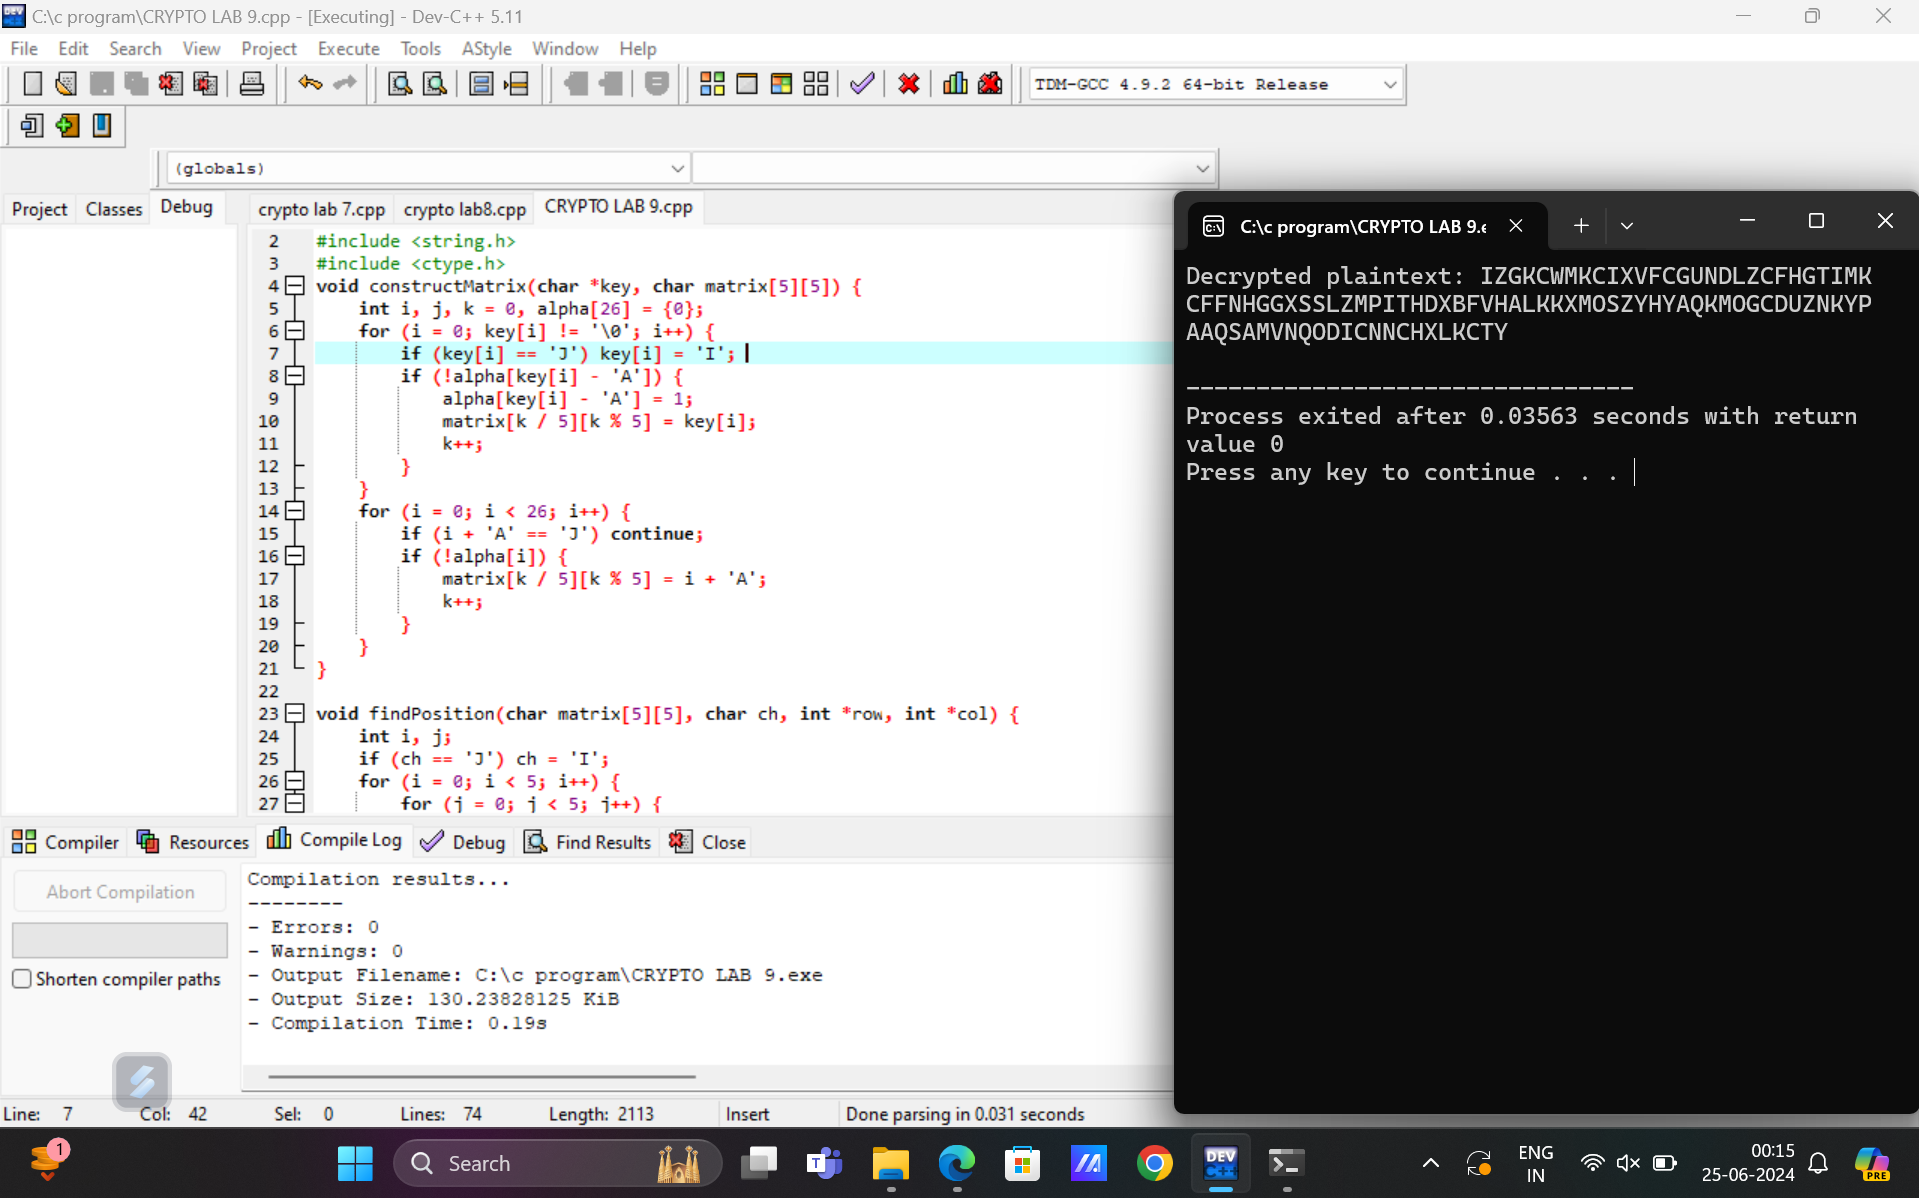 C:\c program\CRYPTO LAB 9.cpp - [Executing] - Dev-C++ 5.11
File Edit Search View Project Execute Tools AStyle Window Help
TDM-GCC 4.9.2 64-bit Release
(globals)
Project Classes Debug
crypto lab 7.cpp crypto lab8.cpp CRYPTO LAB 9.cpp
2 #include <string.h>
3 #include <ctype.h>
4 void constructMatrix(char *key, char matrix[5][5]) {
5 int i, j, k = 0, alpha[26] = {0};
6 for (i = 0; key[i] != '\0'; i++) {
7 if (key[i] == 'J') key[i] = 'I';
8 if (!alpha[key[i] - 'A']) {
9 alpha[key[i] - 'A'] = 1;
10 matrix[k / 5][k % 5] = key[i];
11 k++;
12 }
13 }
14 for (i = 0; i < 26; i++) {
15 if (i + 'A' == 'J') continue;
16 if (!alpha[i]) {
17 matrix[k / 5][k % 5] = i + 'A';
18 k++;
19 }
20 }
21 }
22
23 void findPosition(char matrix[5][5], char ch, int *row, int *col) {
24 int i, j;
25 if (ch == 'J') ch = 'I';
26 for (i = 0; i < 5; i++) {
27 for (j = 0; j < 5; j++) {
C:\c program\CRYPTO LAB 9.e
Decrypted plaintext: IZGKCWMKCIXVFCGUNDLZCFHGTIMK
CFFNHGGXSSLZMPITHDXBFVHALKKXMOSZYHYAQKMOGCDUZNKYP
AAQSAMVNQODICNNCHXLKCTY
--------------------------------
Process exited after 0.03563 seconds with return
value 0
Press any key to continue . . .
Compiler Resources Compile Log Debug Find Results Close
Abort Compilation
Shorten compiler paths
Compilation results...
--------
- Errors: 0
- Warnings: 0
- Output Filename: C:\c program\CRYPTO LAB 9.exe
- Output Size: 130.23828125 KiB
- Compilation Time: 0.19s
Line: 7 Col: 42 Sel: 0 Lines: 74 Length: 2113 Insert Done parsing in 0.031 seconds
1
Search
T
DEV
C++
ENG
IN
00:15
25-06-2024
PRE